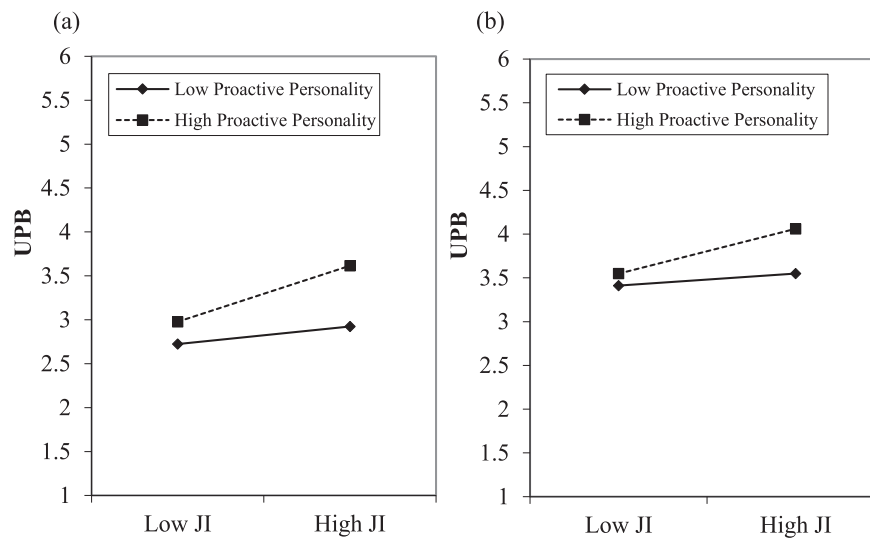 (a)
6
5.5
5
4.5
4
3.5
3
2.5
2
1.5
1
UPB
Low Proactive Personality
High Proactive Personality
Low JI
High JI
(b)
6
5.5
5
4.5
4
3.5
3
2.5
2
1.5
1
UPB
Low Proactive Personality
High Proactive Personality
Low JI
High JI